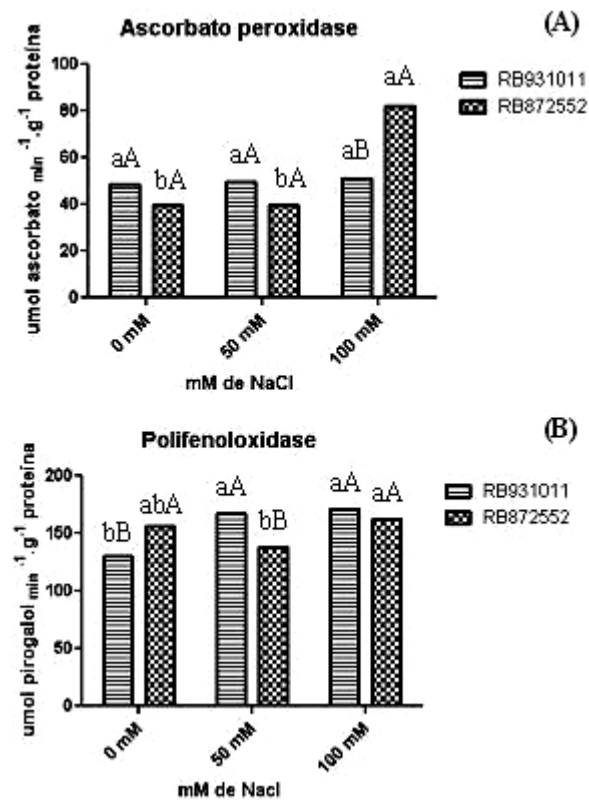 Ascorbato peroxidase
(A)
umol ascorbato min -1.g-1 proteína
100
80
60
40
20
0
aA
bA
aA
bA
aB
aA
0 mM
50 mM
100 mM
mM de NaCl
RB931011
RB872552
Polifenoloxidase
(B)
umol pirogalol min -1.g-1 proteína
200
150
100
50
0
bB
abA
aA
bB
aA
aA
0 mM
50 mM
100 mM
mM de Nacl
RB931011
RB872552